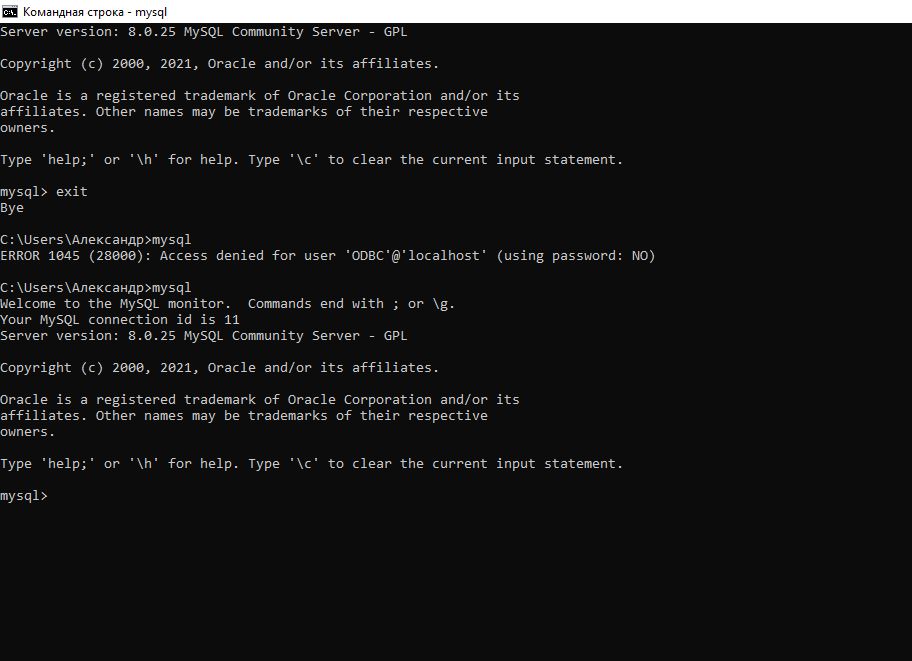 Командная строка - mysql
Server version: 8.0.25 MySQL Community Server - GPL
Copyright (c) 2000, 2021, Oracle and/or its affiliates.
Oracle is a registered trademark of Oracle Corporation and/or its
affiliates. Other names may be trademarks of their respective
owners.
Type 'help;' or '\h' for help. Type '\c' to clear the current input statement.
mysql> exit
Bye
C:\Users\Александр>mysql
ERROR 1045 (28000): Access denied for user 'ODBC'@'localhost' (using password: NO)
C:\Users\Александр>mysql
Welcome to the MySQL monitor.  Commands end with ; or \g.
Your MySQL connection id is 11
Server version: 8.0.25 MySQL Community Server - GPL
Copyright (c) 2000, 2021, Oracle and/or its affiliates.
Oracle is a registered trademark of Oracle Corporation and/or its
affiliates. Other names may be trademarks of their respective
owners.
Type 'help;' or '\h' for help. Type '\c' to clear the current input statement.
mysql>